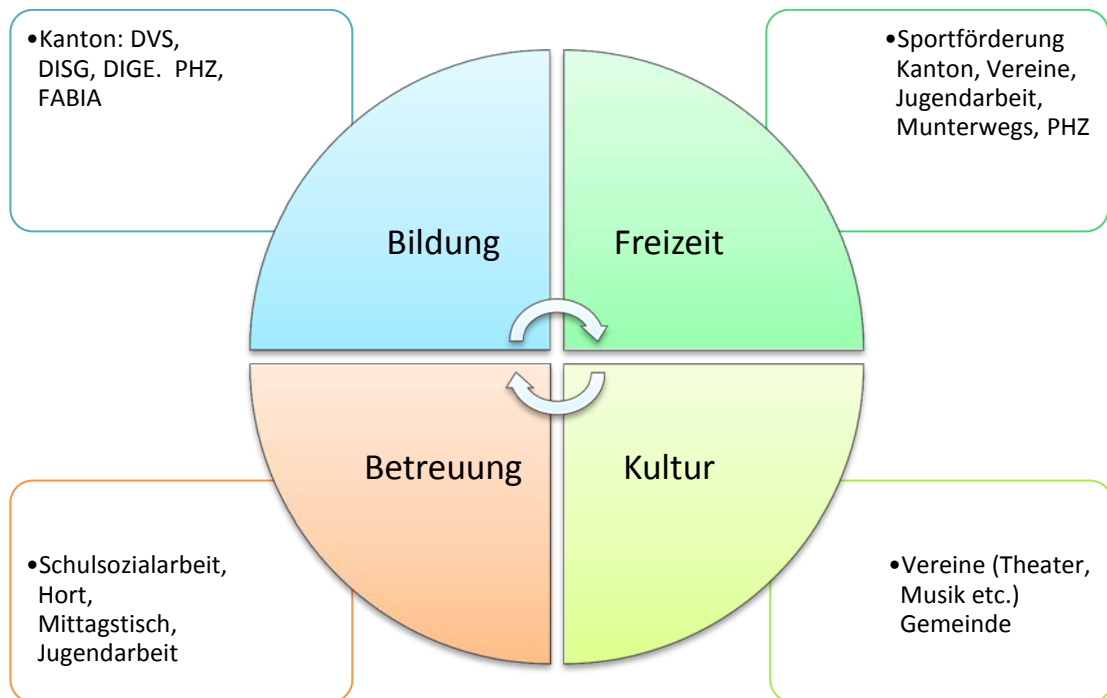 •Kanton: DVS,
DISG, DIGE.  PHZ,
FABIA
•Sportförderung
Kanton, Vereine,
Jugendarbeit,
Munterwegs, PHZ
Bildung
Freizeit
Betreuung
Kultur
•Schulsozialarbeit,
Hort,
Mittagstisch,
Jugendarbeit
•Vereine (Theater,
Musik etc.)
Gemeinde